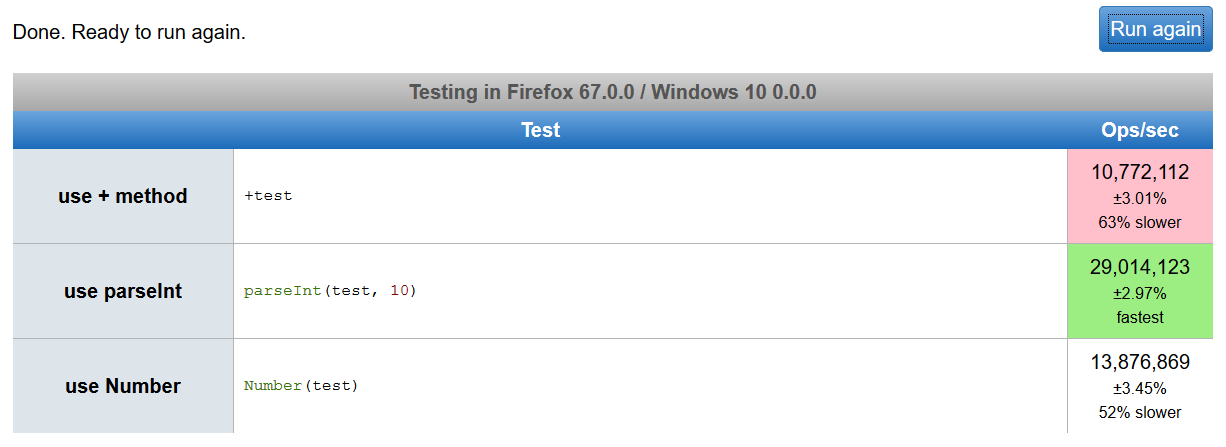 Done. Ready to run again.
Run again
Testing in Firefox 67.0.0 / Windows 10 0.0.0
Test Ops/sec
use + method +test 10,772,112
±3.01%
63% slower
use parseInt parseInt(test, 10) 29,014,123
±2.97%
fastest
use Number Number(test) 13,876,869
±3.45%
52% slower